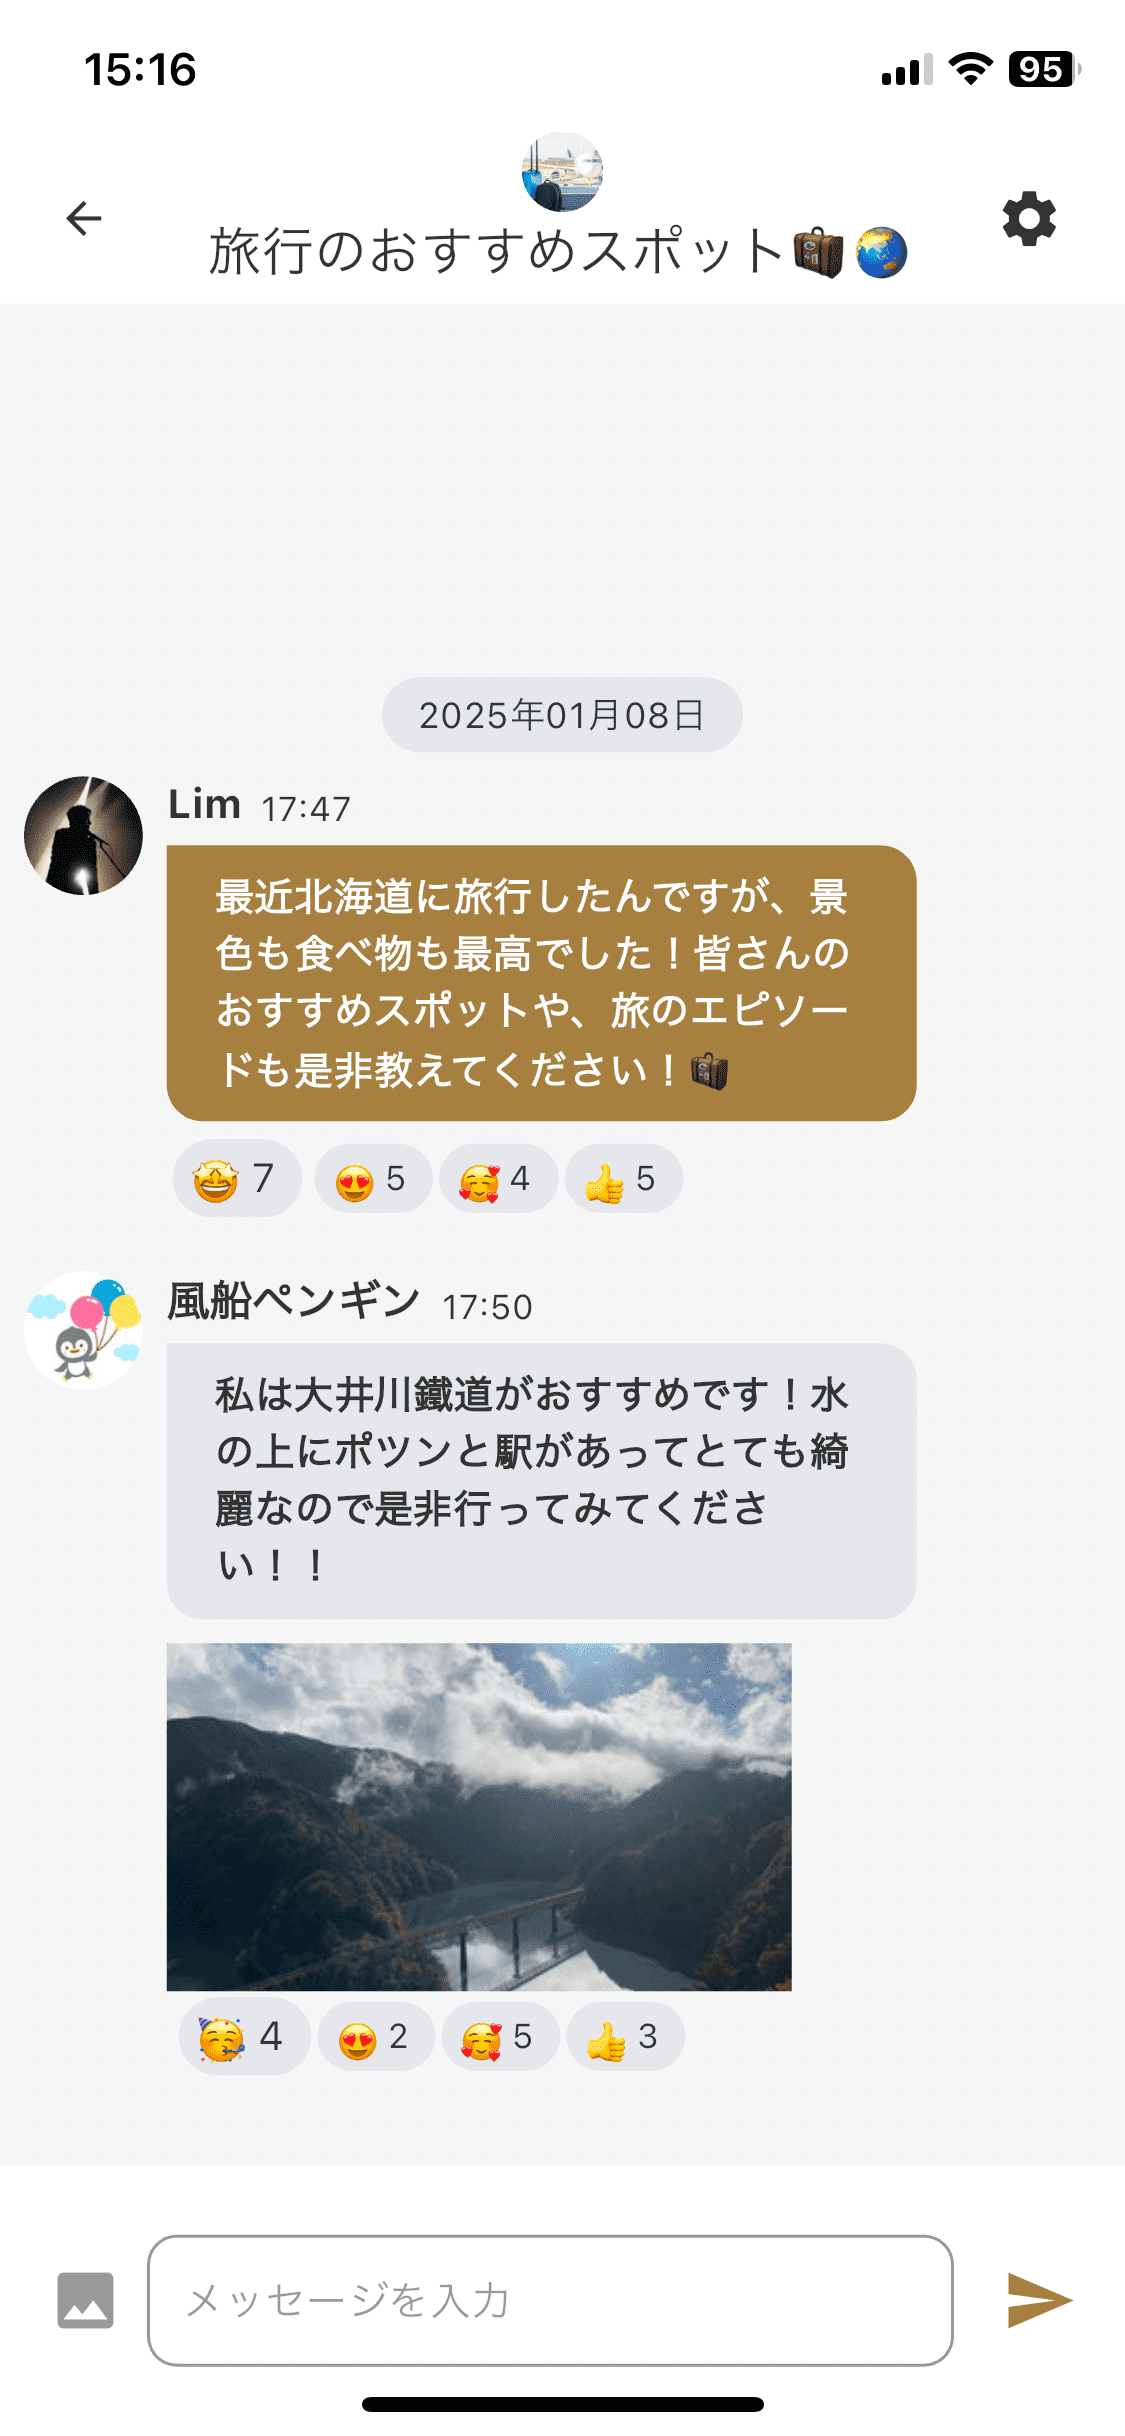 15:16
95
旅行のおすすめスポット🧳🌏
2025年01月08日
Lim 17:47
最近北海道に旅行したんですが、景
色も食べ物も最高でした！皆さんの
おすすめスポットや、旅のエピソー
ドも是非教えてください！🧳
🤩 7 😍 5 🥰 4 👍 5
風船ペンギン 17:50
私は大井川鐵道がおすすめです！水
の上にポツンと駅があってとても綺
麗なので是非行ってみてくださ
い！！
🥳 4 😍 2 🥰 5 👍 3
メッセージを入力